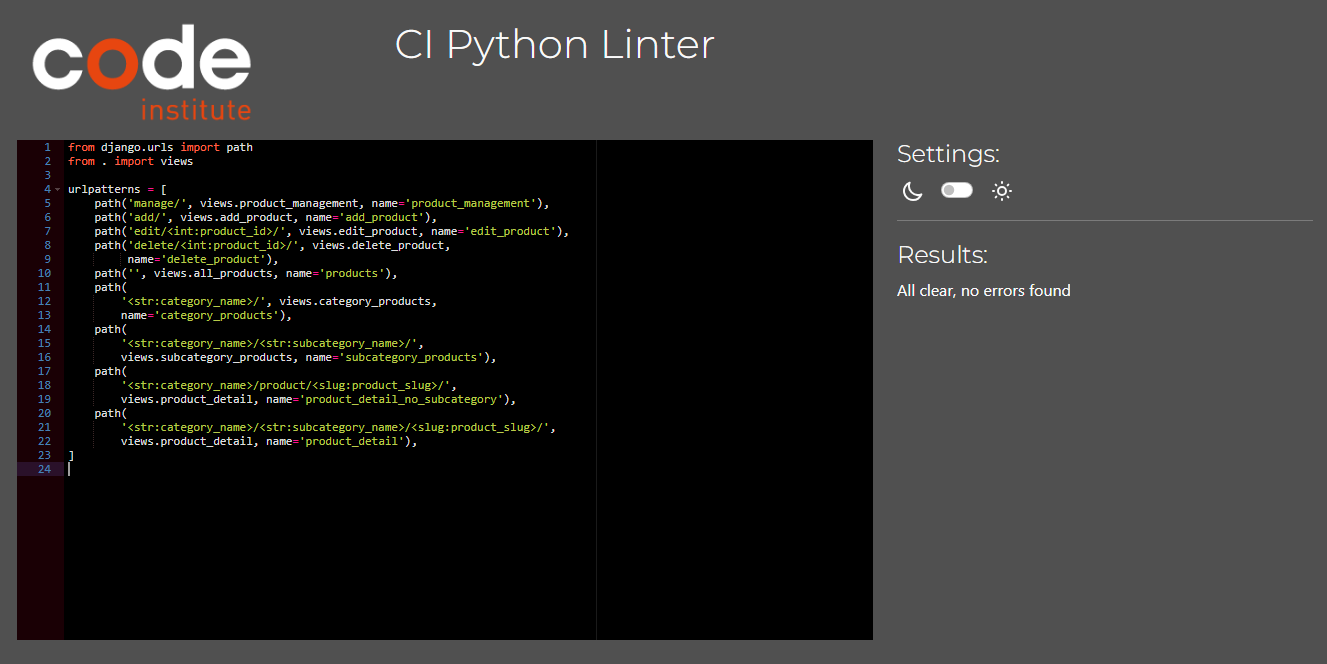 code
institute
CI Python Linter
1 from django.urls import path
2 from . import views
3
4 urlpatterns = [
5     path('manage/', views.product_management, name='product_management'),
6     path('add/', views.add_product, name='add_product'),
7     path('edit/<int:product_id>/', views.edit_product, name='edit_product'),
8     path('delete/<int:product_id>/', views.delete_product,
9          name='delete_product'),
10     path('', views.all_products, name='products'),
11     path(
12         '<str:category_name>/', views.category_products,
13         name='category_products'),
14     path(
15         '<str:category_name>/<str:subcategory_name>/',
16         views.subcategory_products, name='subcategory_products'),
17     path(
18         '<str:category_name>/product/<slug:product_slug>/',
19         views.product_detail, name='product_detail_no_subcategory'),
20     path(
21         '<str:category_name>/<str:subcategory_name>/<slug:product_slug>/',
22         views.product_detail, name='product_detail'),
23 ]
24
Settings:
Results:
All clear, no errors found